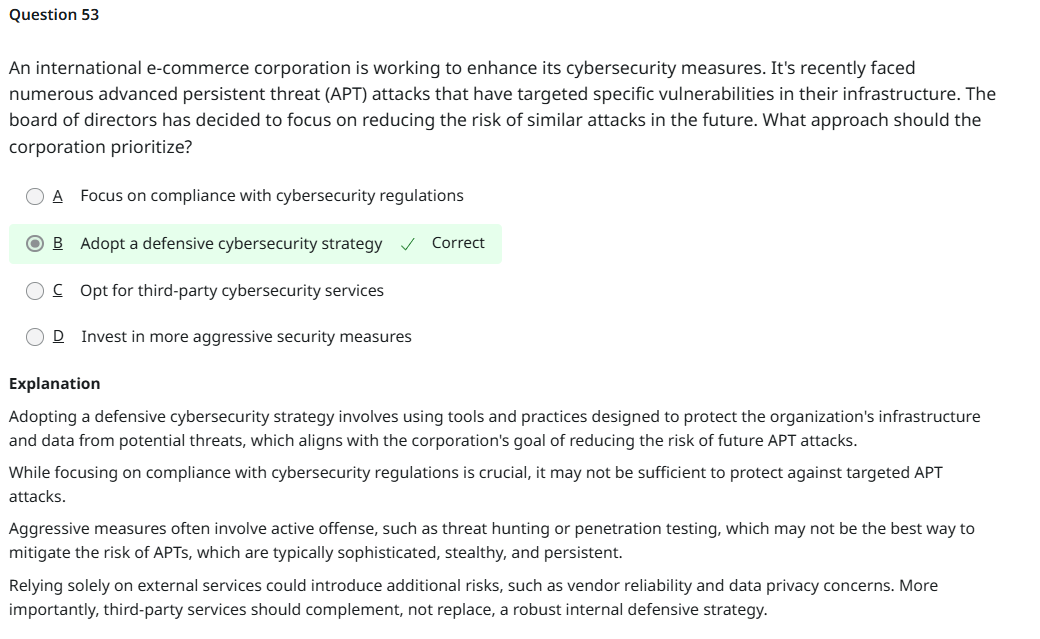 Question 53
An international e-commerce corporation is working to enhance its cybersecurity measures. It's recently faced
numerous advanced persistent threat (APT) attacks that have targeted specific vulnerabilities in their infrastructure. The
board of directors has decided to focus on reducing the risk of similar attacks in the future. What approach should the
corporation prioritize?
A Focus on compliance with cybersecurity regulations
B Adopt a defensive cybersecurity strategy ✓ Correct
C Opt for third-party cybersecurity services
D Invest in more aggressive security measures
Explanation
Adopting a defensive cybersecurity strategy involves using tools and practices designed to protect the organization's infrastructure
and data from potential threats, which aligns with the corporation's goal of reducing the risk of future APT attacks.
While focusing on compliance with cybersecurity regulations is crucial, it may not be sufficient to protect against targeted APT
attacks.
Aggressive measures often involve active offense, such as threat hunting or penetration testing, which may not be the best way to
mitigate the risk of APTs, which are typically sophisticated, stealthy, and persistent.
Relying solely on external services could introduce additional risks, such as vendor reliability and data privacy concerns. More
importantly, third-party services should complement, not replace, a robust internal defensive strategy.